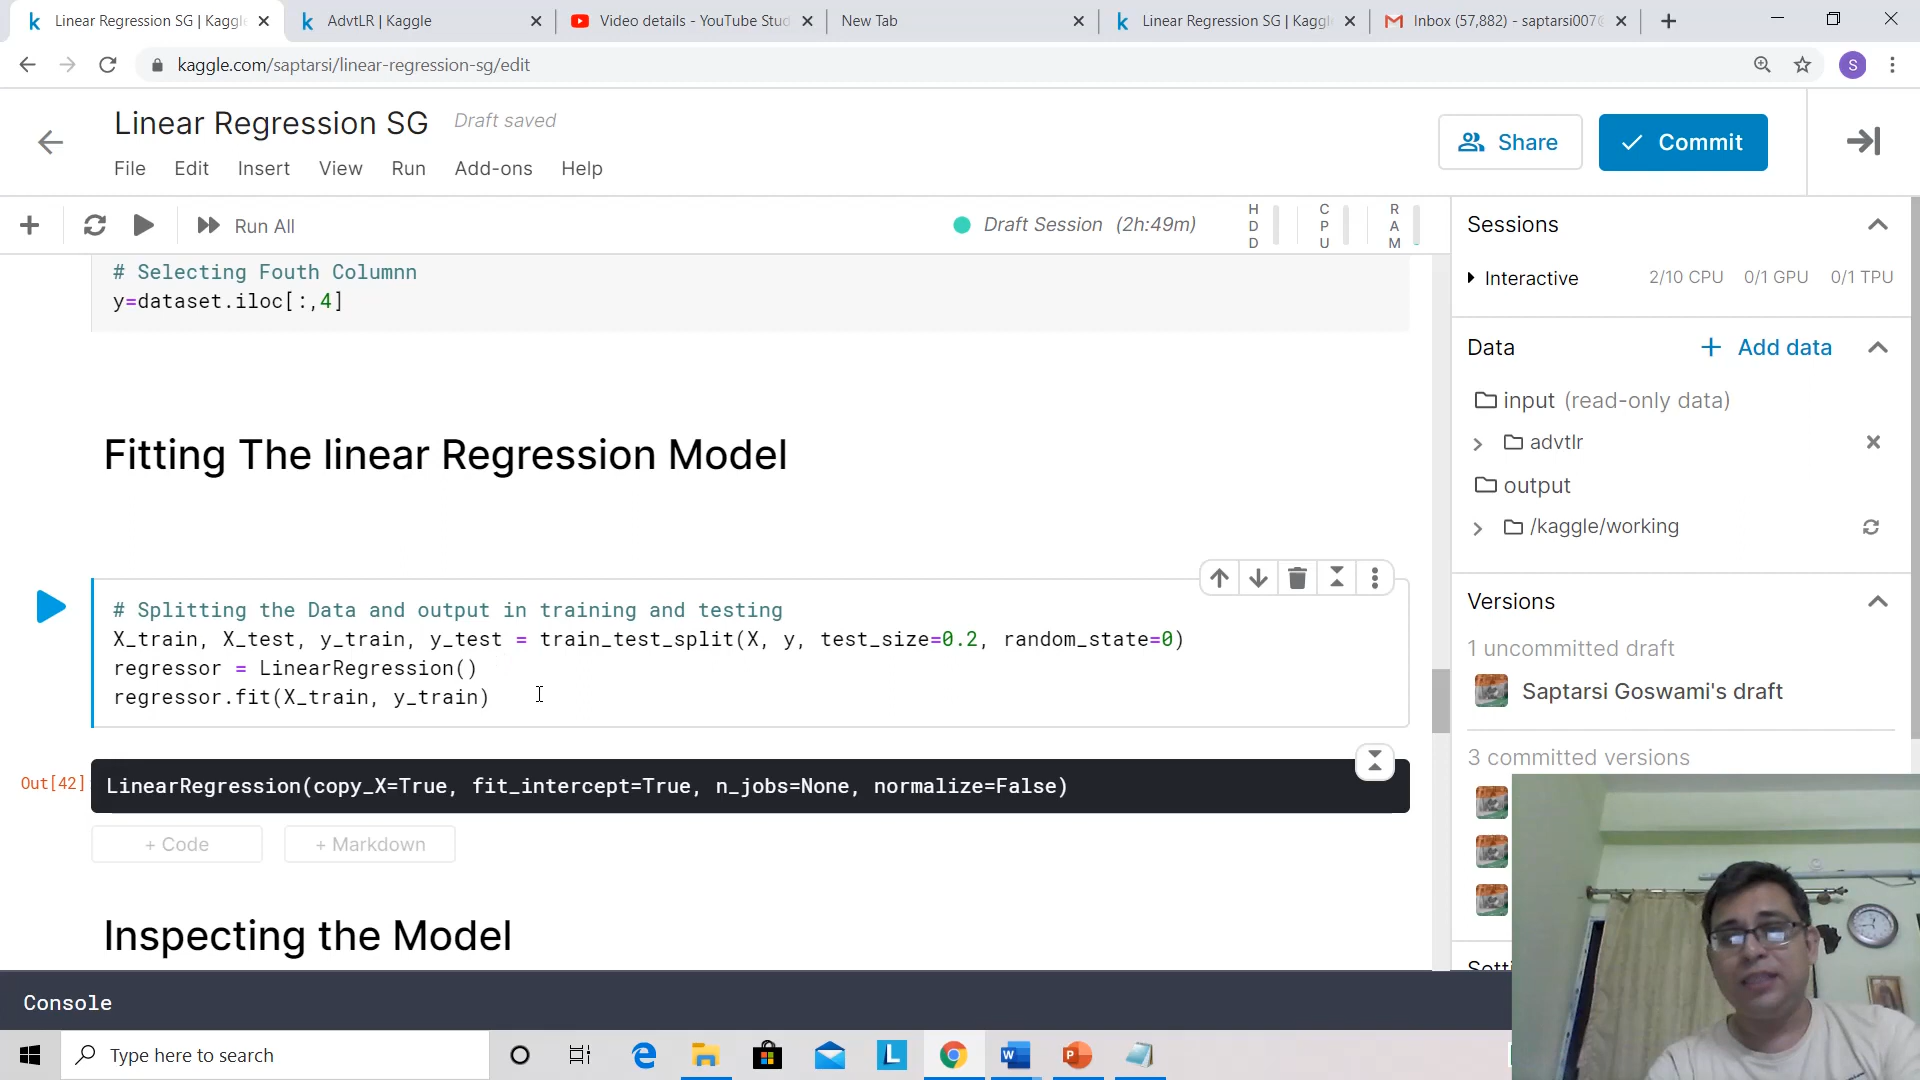 Linear Regression SG | Kaggle
AdvtLR | Kaggle
Video details - YouTube Stud
New Tab
Linear Regression SG | Kaggle
Inbox (57,882) - saptarsi007@
kaggle.com/saptarsi/linear-regression-sg/edit
S
Linear Regression SG
Draft saved
File Edit Insert View Run Add-ons Help
Share
Commit
Run All
Draft Session (2h:49m)
HDD
CPU
RAM
# Selecting Fouth Columnn
y=dataset.iloc[:,4]
Fitting The linear Regression Model
# Splitting the Data and output in training and testing
X_train, X_test, y_train, y_test = train_test_split(X, y, test_size=0.2, random_state=0)
regressor = LinearRegression()
regressor.fit(X_train, y_train)
Out[42]
LinearRegression(copy_X=True, fit_intercept=True, n_jobs=None, normalize=False)
+ Code
+ Markdown
Inspecting the Model
Console
Sessions
Interactive 2/10 CPU 0/1 GPU 0/1 TPU
Data
+ Add data
input (read-only data)
advtlr
output
/kaggle/working
Versions
1 uncommitted draft
Saptarsi Goswami's draft
3 committed versions
Type here to search